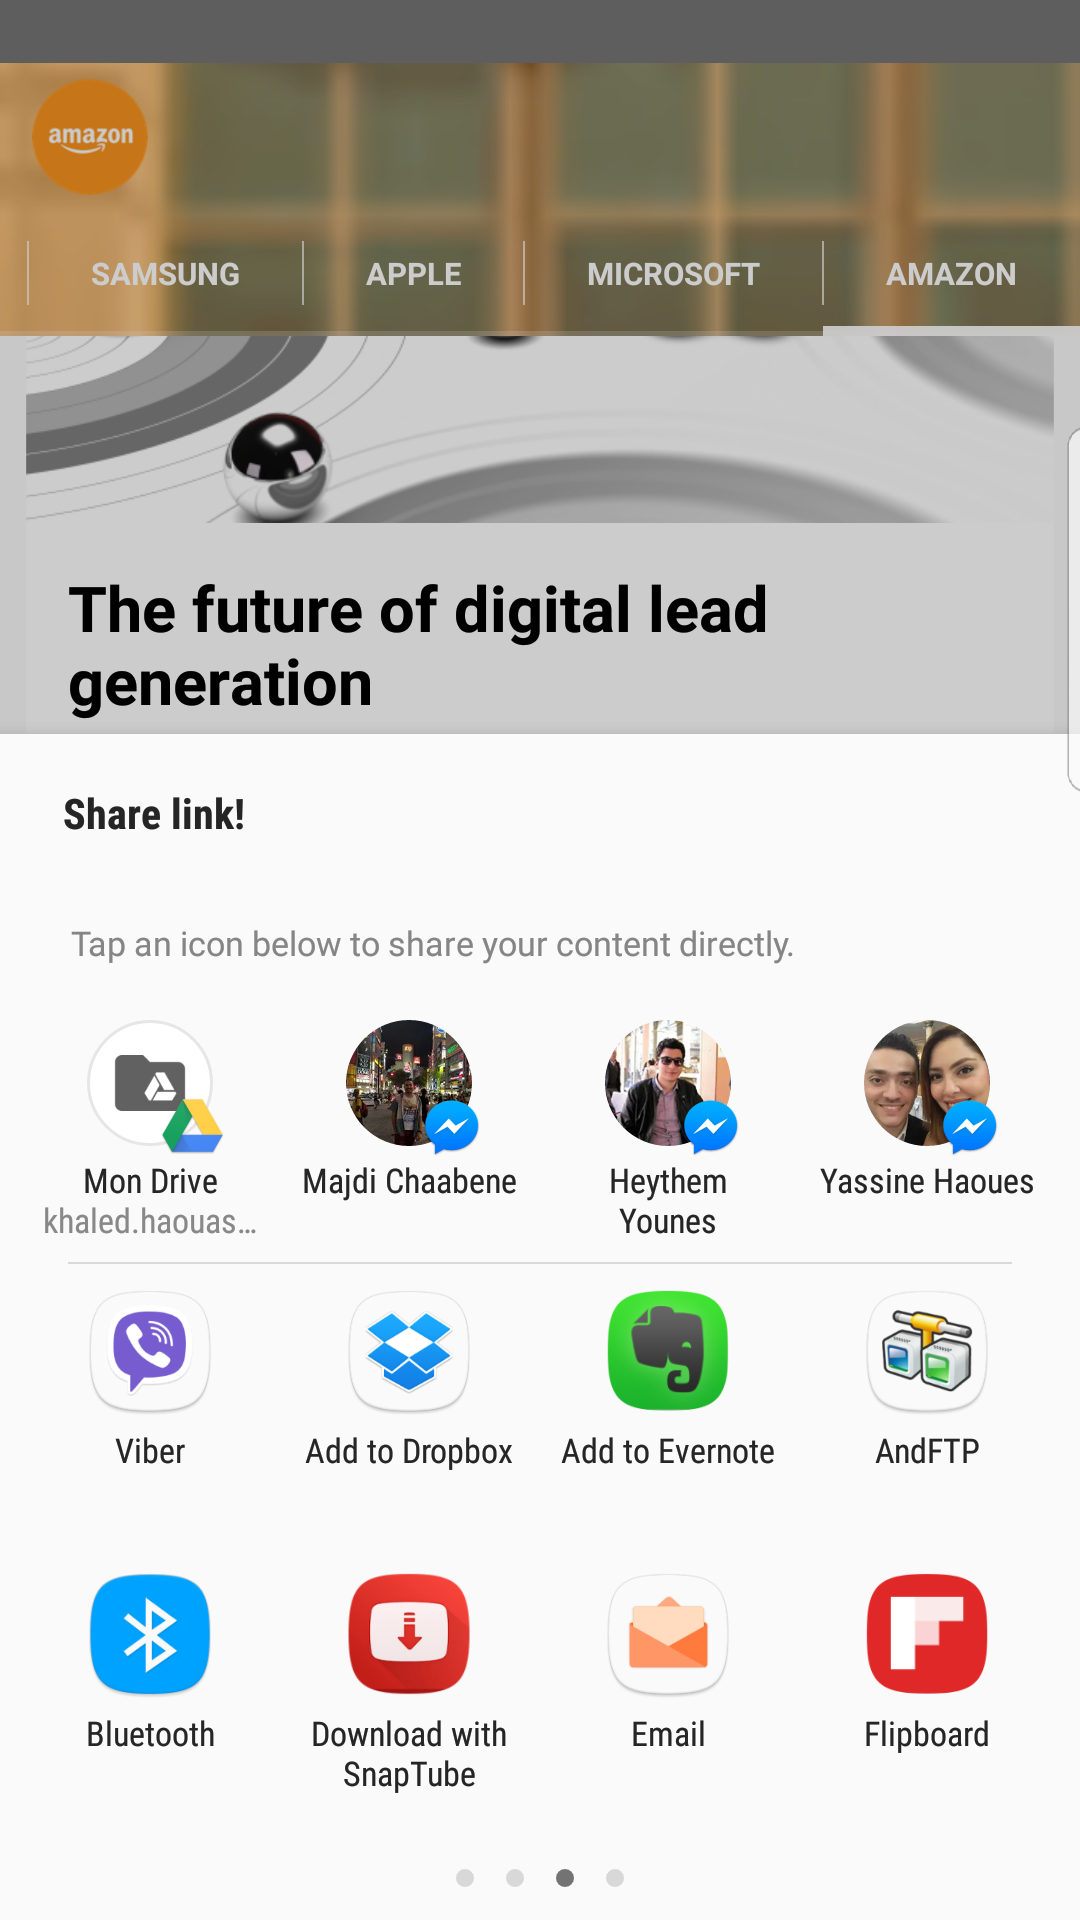 amazon
SAMSUNG APPLE MICROSOFT AMAZON
The future of digital lead
generation
Share link!
Tap an icon below to share your content directly.
Mon Drive
khaled.haouas...
Majdi Chaabene
Heythem
Younes
Yassine Haoues
Viber
Add to Dropbox
Add to Evernote
AndFTP
Bluetooth
Download with
SnapTube
Email
Flipboard